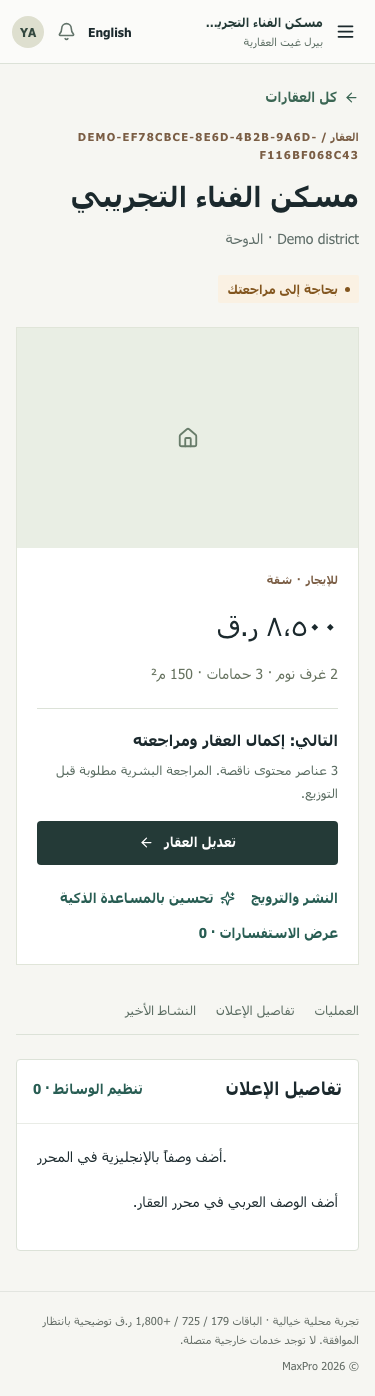 مسكن الفناء التجريبـ...
بيرل غيت العقارية
English
YA
كل العقارات
العقار / DEMO-EF78CBCE-8E6D-4B2B-9A6D-
F116BF068C43
مسكن الفناء التجريبي
Demo district · الدوحة
بحاجة إلى مراجعتك
للإيجار · شقة
٨،٥٠٠ ر.ق
2 غرف نوم · 3 حمامات · 150 م²
التالي: إكمال العقار ومراجعته
3 عناصر محتوى ناقصة. المراجعة البشرية مطلوبة قبل
التوزيع.
تعديل العقار
النشر والترويج
تحسين بالمساعدة الذكية
عرض الاستفسارات · 0
العمليات
تفاصيل الإعلان
النشاط الأخير
تفاصيل الإعلان
تنظيم الوسائط · 0
أضف وصفاً بالإنجليزية في المحرر.
أضف الوصف العربي في محرر العقار.
تجربة محلية خيالية · الباقات 179 / 725 / +1,800 ر.ق توضيحية بانتظار
الموافقة. لا توجد خدمات خارجية متصلة.
© 2026 MaxPro